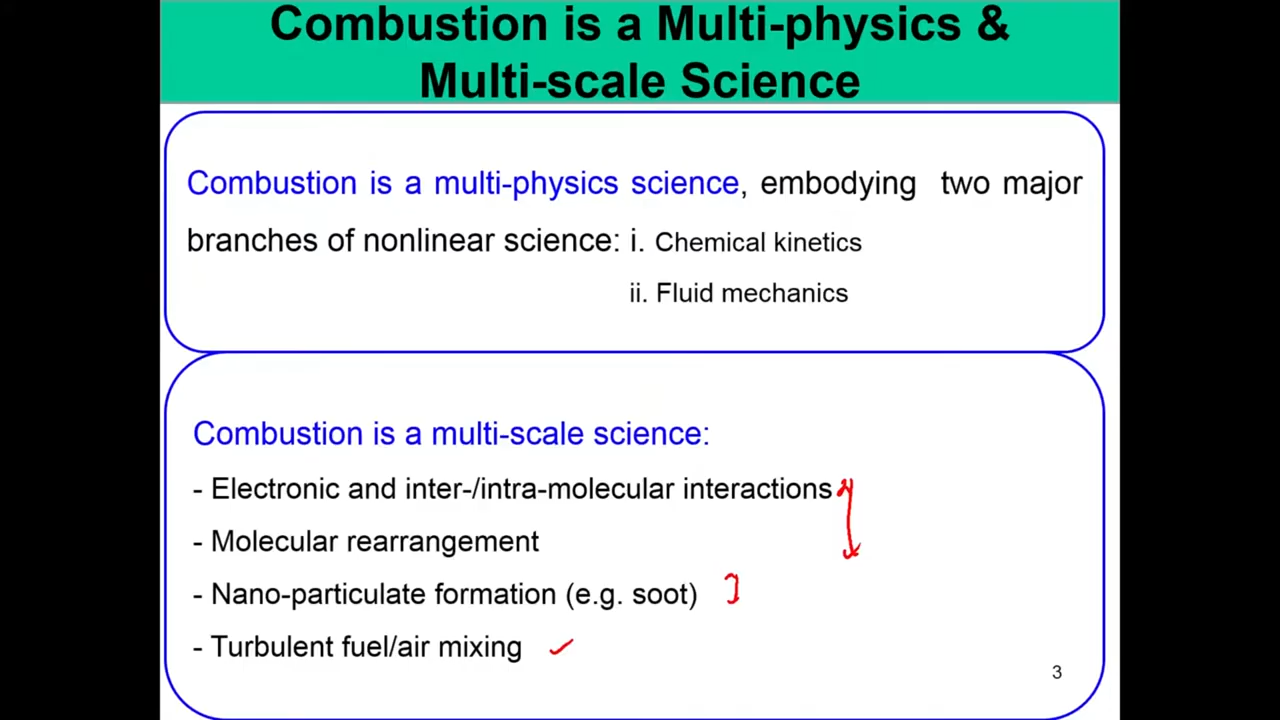 Combustion is a Multi-physics &
Multi-scale Science
Combustion is a multi-physics science, embodying two major
branches of nonlinear science: i. Chemical kinetics
ii. Fluid mechanics
Combustion is a multi-scale science:
- Electronic and inter-/intra-molecular interactions
- Molecular rearrangement
- Nano-particulate formation (e.g. soot)
- Turbulent fuel/air mixing
3